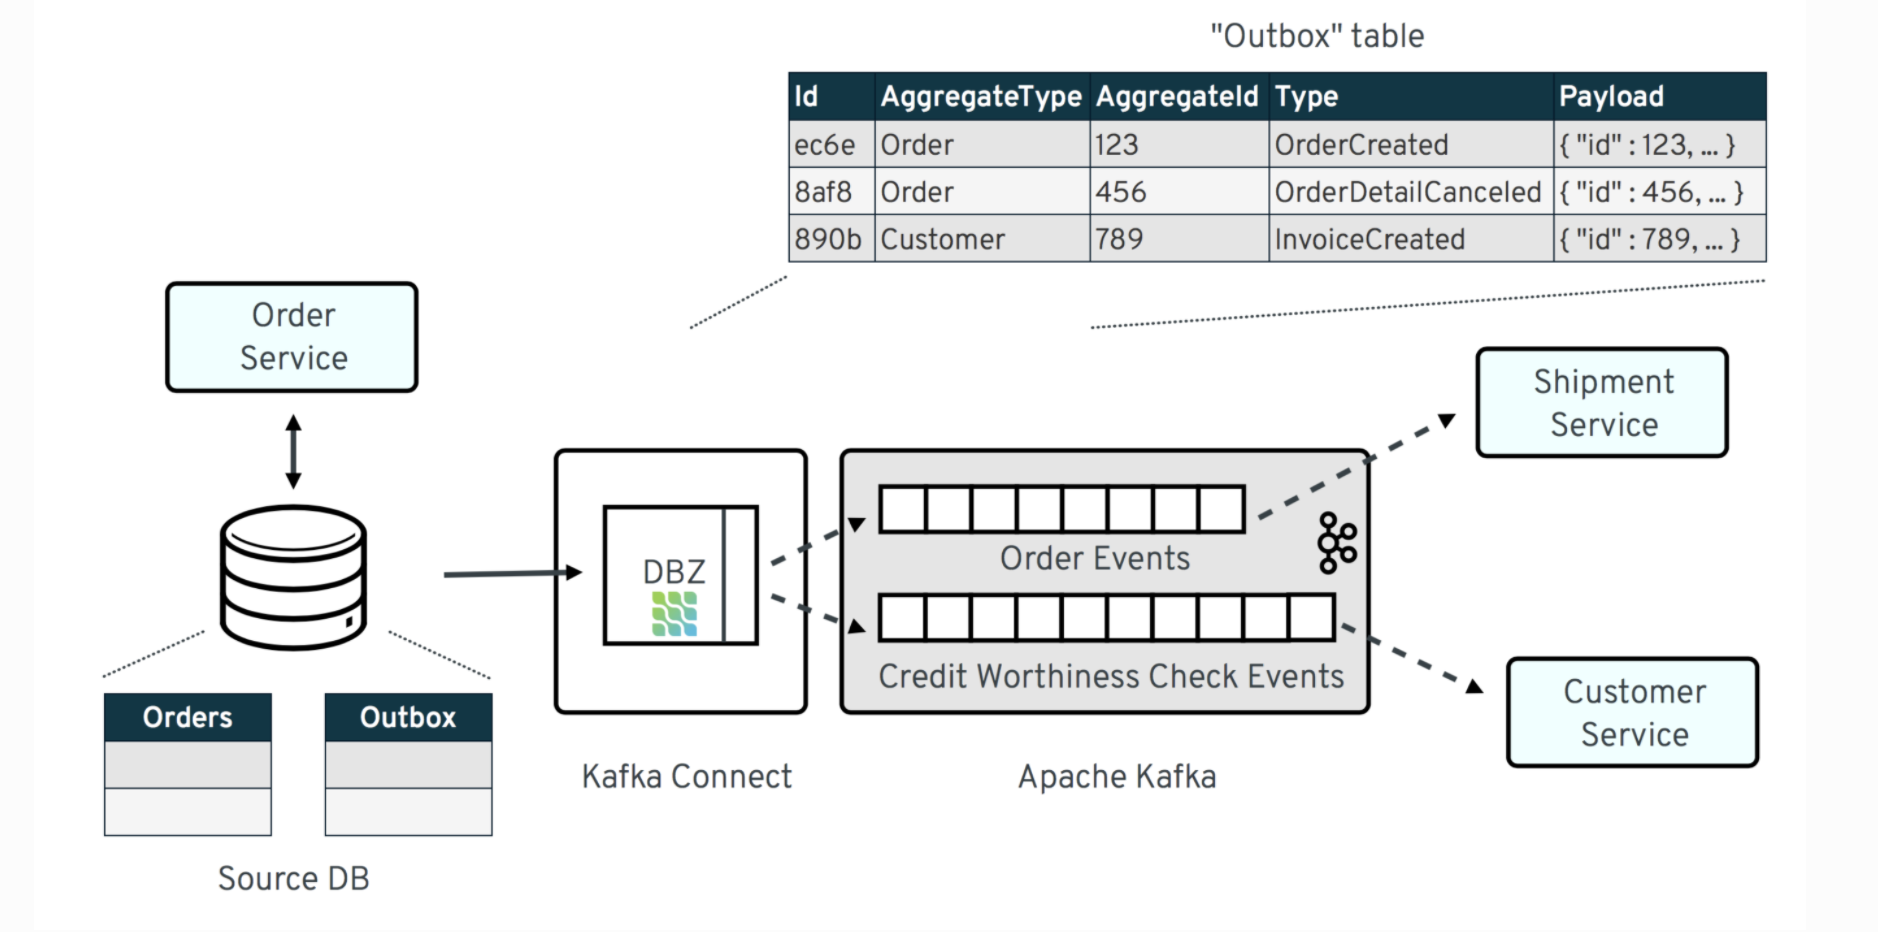 "Outbox" table
Id AggregateType AggregateId Type Payload
ec6e Order 123 OrderCreated { "id" : 123, ... }
8af8 Order 456 OrderDetailCanceled { "id" : 456, ... }
890b Customer 789 InvoiceCreated { "id" : 789, ... }
Order
Service
Shipment
Service
DBZ
Order Events
Credit Worthiness Check Events
Customer
Service
Orders
Outbox
Kafka Connect
Apache Kafka
Source DB